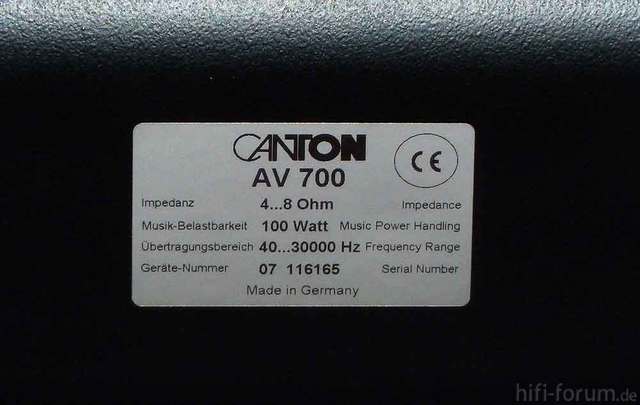 CANTON
CE
AV 700
Impedanz 4...8 Ohm Impedance
Musik-Belastbarkeit 100 Watt Music Power Handling
Übertragungsbereich 40...30000 Hz Frequency Range
Geräte-Nummer 07 116165 Serial Number
Made in Germany
hifi-forum.de